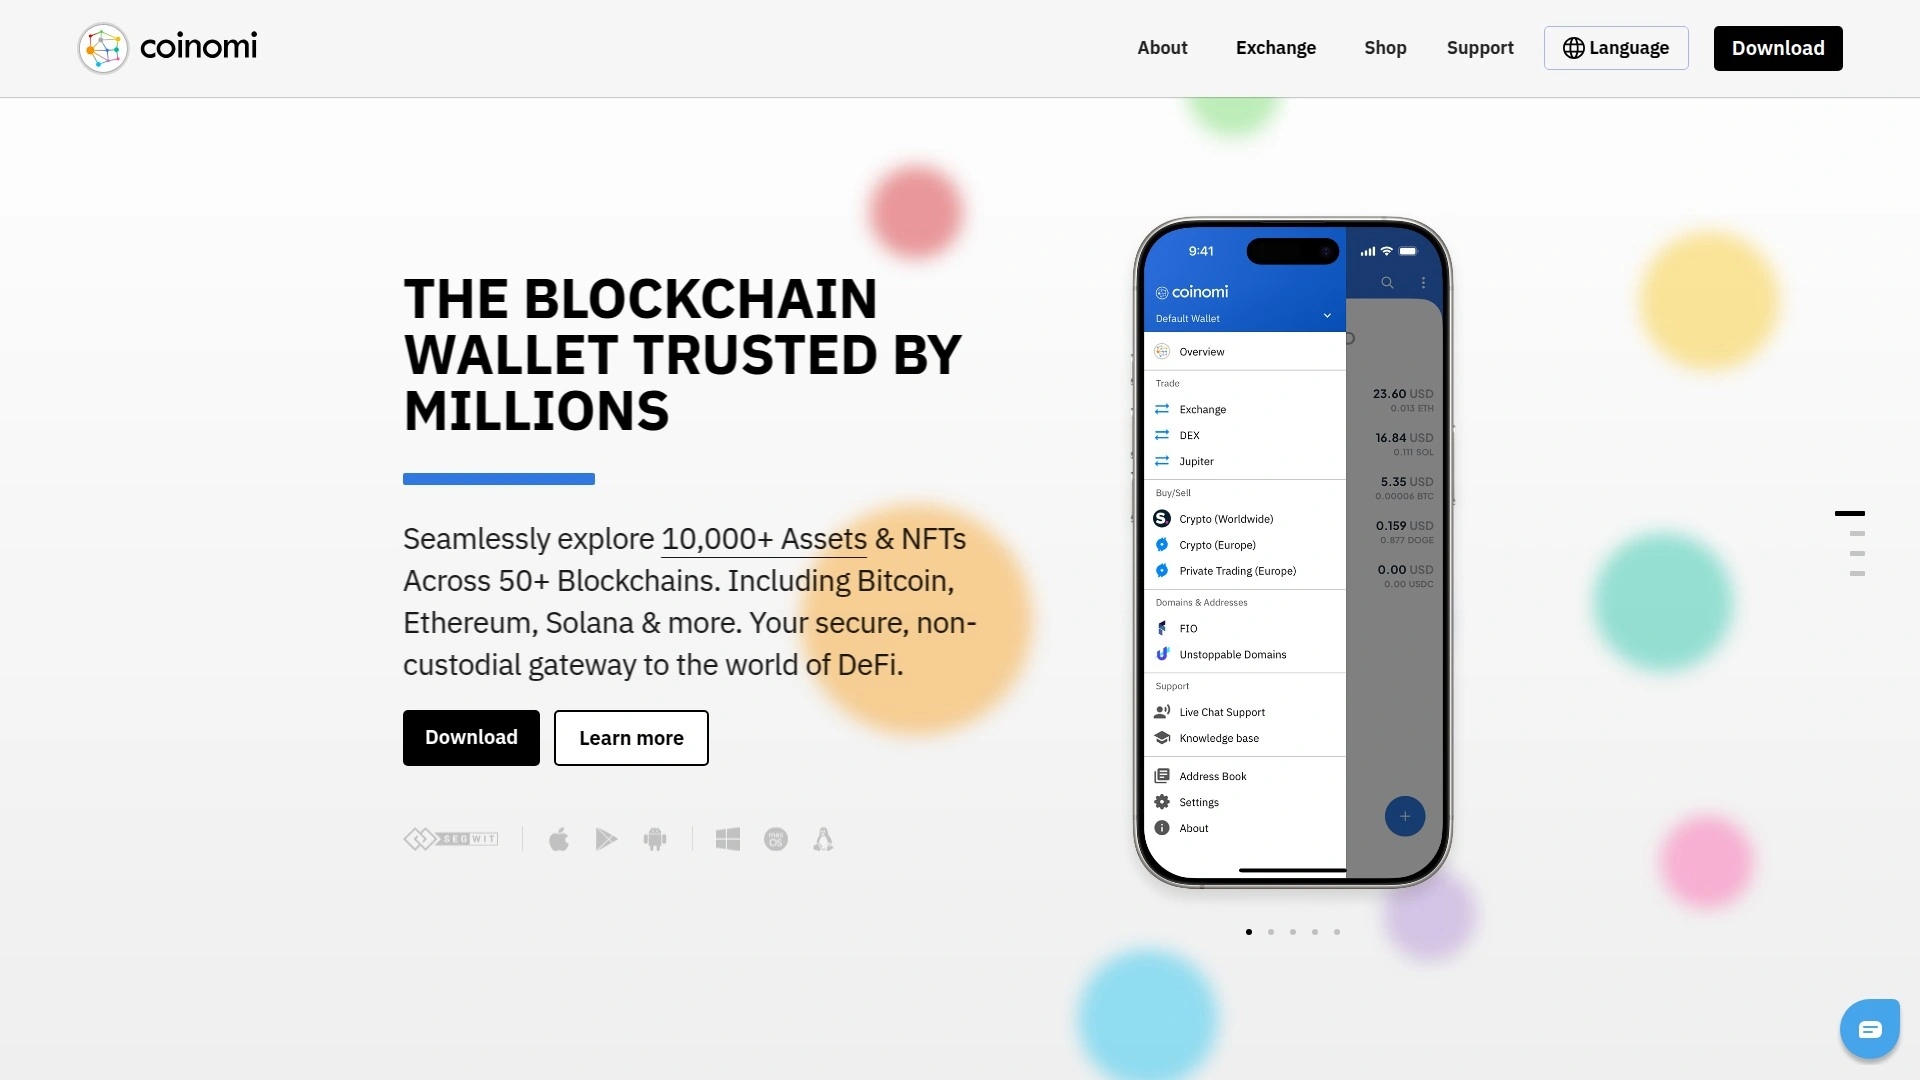 coinomi
About
Exchange
Shop
Support
Language
Download
THE BLOCKCHAIN
WALLET TRUSTED BY
MILLIONS
Seamlessly explore 10,000+ Assets & NFTs
Across 50+ Blockchains. Including Bitcoin,
Ethereum, Solana & more. Your secure, non-
custodial gateway to the world of DeFi.
Download
Learn more
SEGWIT
mac
OS
9:41
coinomi
Default Wallet
Overview
Trade
Exchange
DEX
Jupiter
Buy/Sell
Crypto (Worldwide)
Crypto (Europe)
Private Trading (Europe)
Domains & Addresses
FIO
Unstoppable Domains
Support
Live Chat Support
Knowledge base
Address Book
Settings
About
23.60 USD
0.013 ETH
16.84 USD
0.111 SOL
5.35 USD
0.00006 BTC
0.159 USD
0.877 DOGE
0.00 USD
0.00 USDC